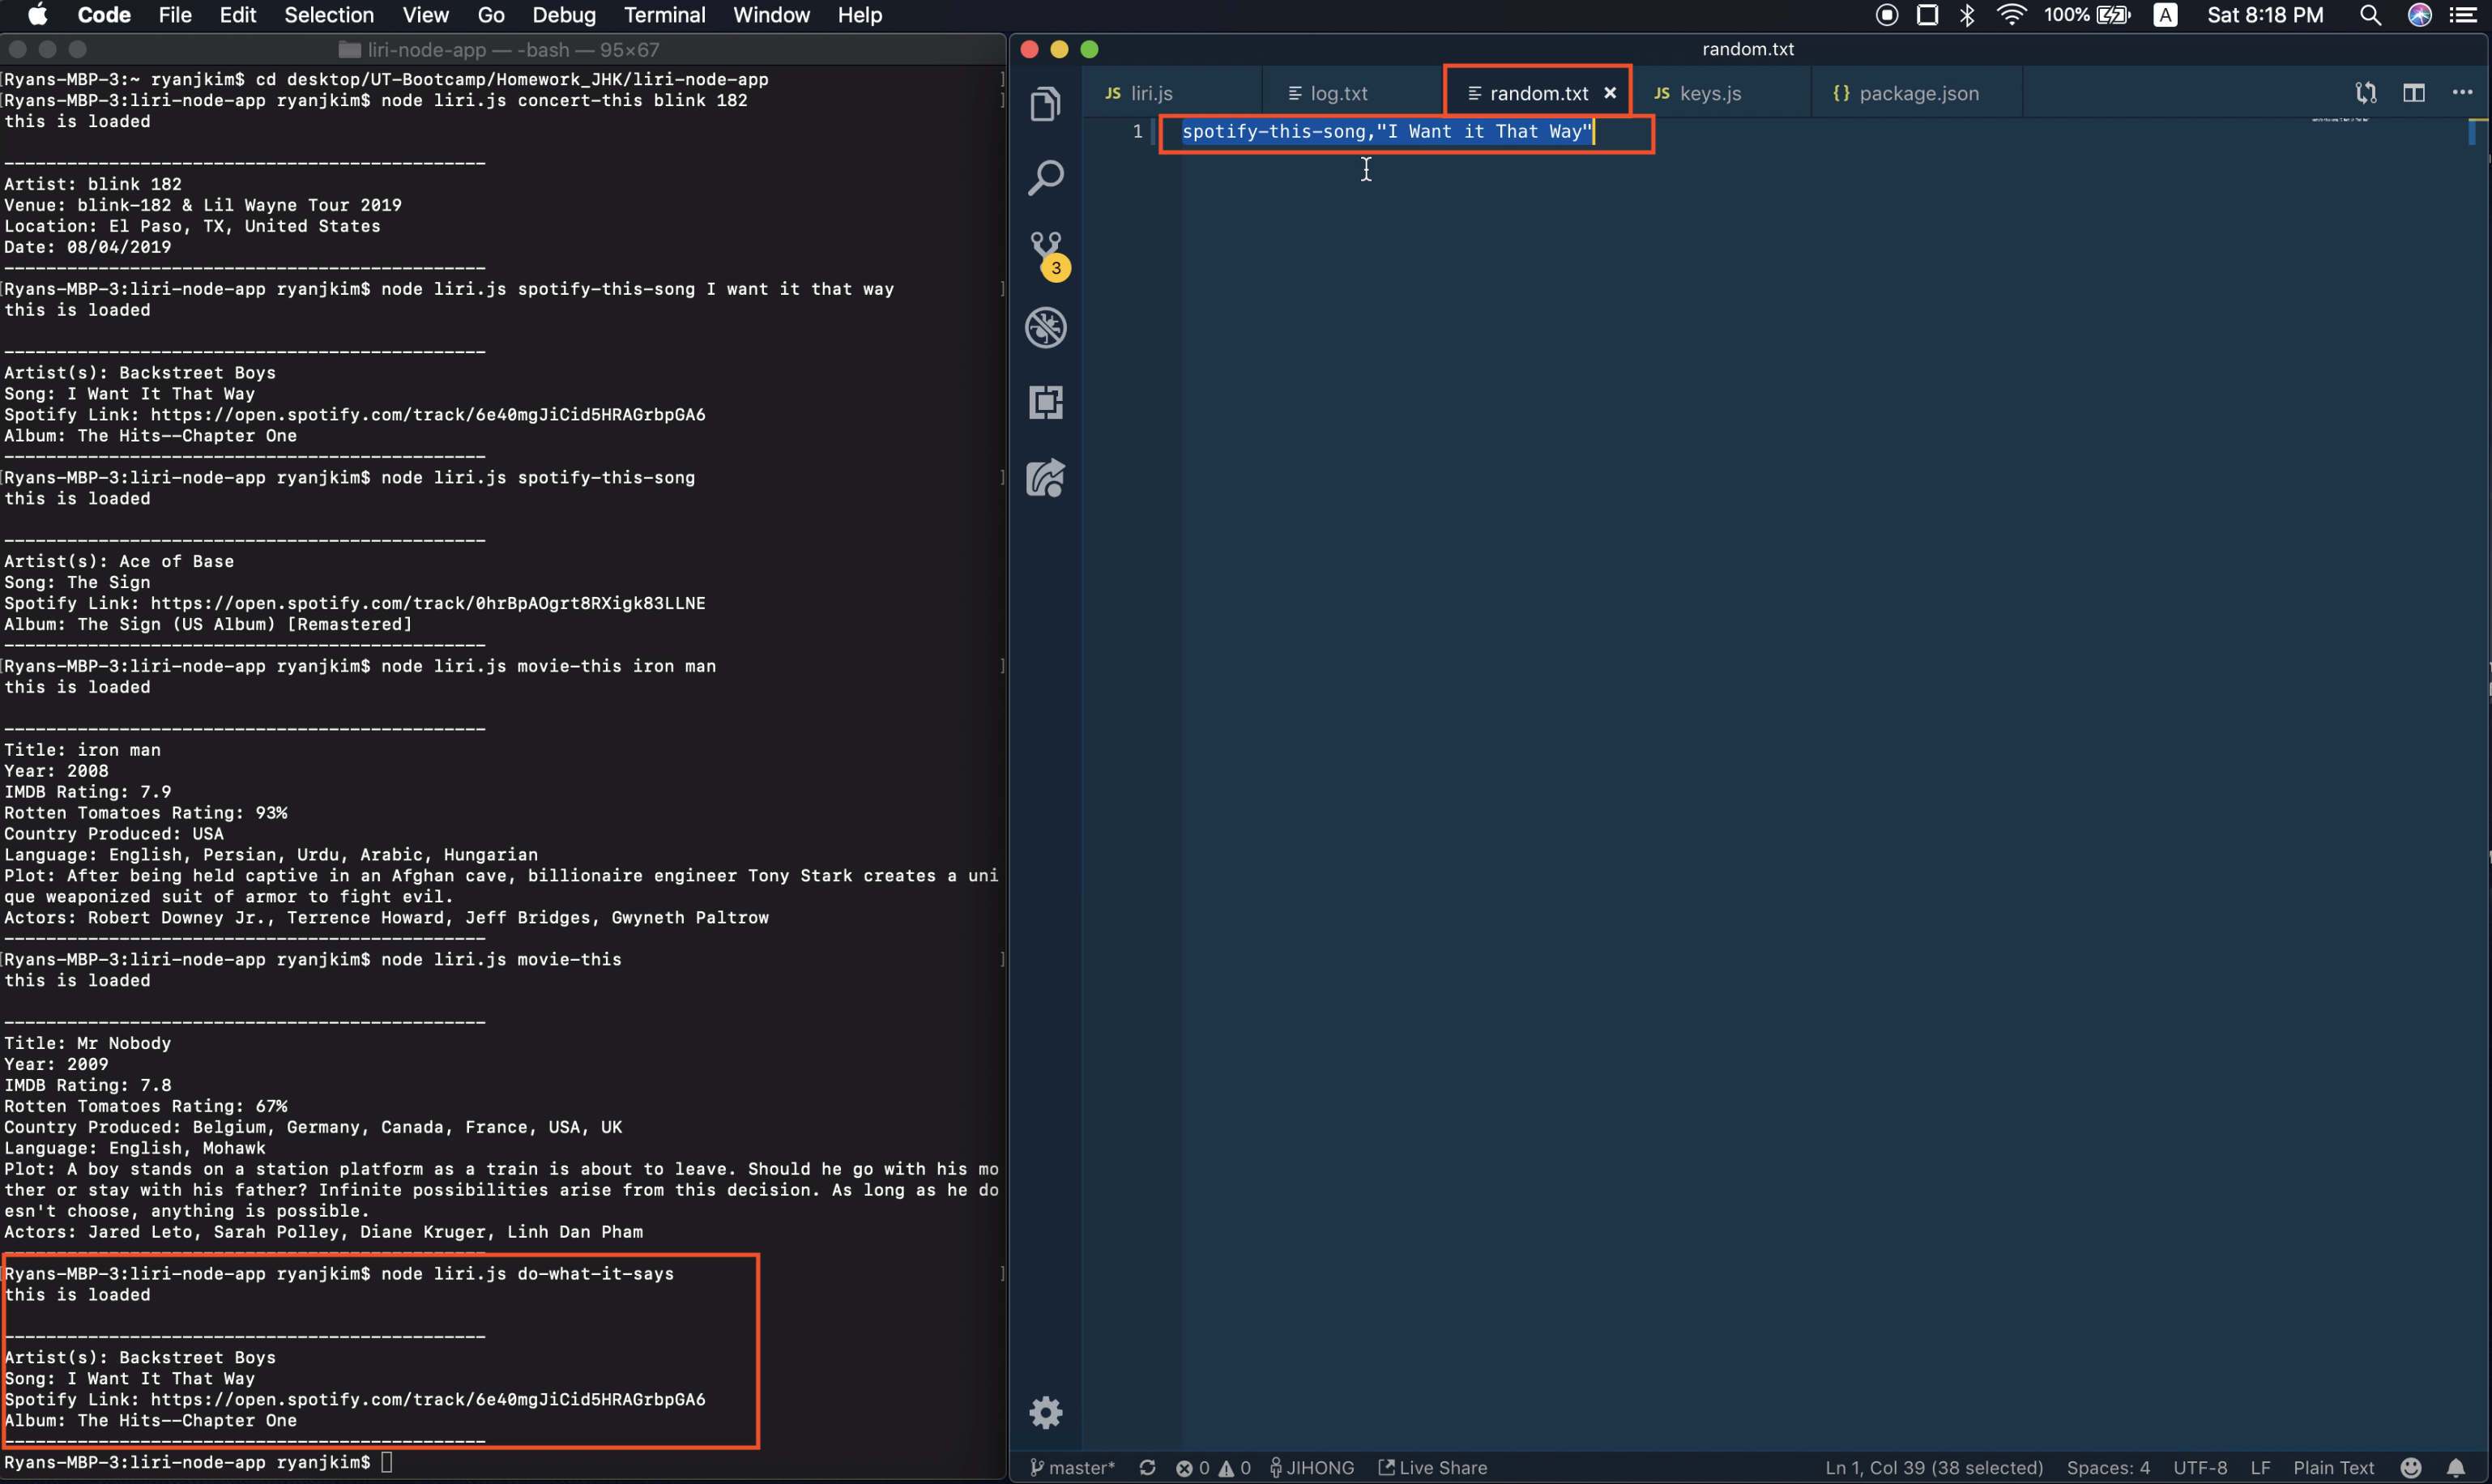 Code File Edit Selection View Go Debug Terminal Window Help 100% A Sat 8:18 PM
liri-node-app — -bash — 95×67
Ryans-MBP-3:~ ryanjkim$ cd desktop/UT-Bootcamp/Homework_JHK/liri-node-app
Ryans-MBP-3:liri-node-app ryanjkim$ node liri.js concert-this blink 182
this is loaded
----------------------------------------------
Artist: blink 182
Venue: blink-182 & Lil Wayne Tour 2019
Location: El Paso, TX, United States
Date: 08/04/2019
----------------------------------------------
Ryans-MBP-3:liri-node-app ryanjkim$ node liri.js spotify-this-song I want it that way
this is loaded
----------------------------------------------
Artist(s): Backstreet Boys
Song: I Want It That Way
Spotify Link: https://open.spotify.com/track/6e40mgJiCid5HRAGrbpGA6
Album: The Hits--Chapter One
----------------------------------------------
Ryans-MBP-3:liri-node-app ryanjkim$ node liri.js spotify-this-song
this is loaded
----------------------------------------------
Artist(s): Ace of Base
Song: The Sign
Spotify Link: https://open.spotify.com/track/0hrBpAOgrt8RXigk83LLNE
Album: The Sign (US Album) [Remastered]
----------------------------------------------
Ryans-MBP-3:liri-node-app ryanjkim$ node liri.js movie-this iron man
this is loaded
----------------------------------------------
Title: iron man
Year: 2008
IMDB Rating: 7.9
Rotten Tomatoes Rating: 93%
Country Produced: USA
Language: English, Persian, Urdu, Arabic, Hungarian
Plot: After being held captive in an Afghan cave, billionaire engineer Tony Stark creates a uni
que weaponized suit of armor to fight evil.
Actors: Robert Downey Jr., Terrence Howard, Jeff Bridges, Gwyneth Paltrow
----------------------------------------------
Ryans-MBP-3:liri-node-app ryanjkim$ node liri.js movie-this
this is loaded
----------------------------------------------
Title: Mr Nobody
Year: 2009
IMDB Rating: 7.8
Rotten Tomatoes Rating: 67%
Country Produced: Belgium, Germany, Canada, France, USA, UK
Language: English, Mohawk
Plot: A boy stands on a station platform as a train is about to leave. Should he go with his mo
ther or stay with his father? Infinite possibilities arise from this decision. As long as he do
esn't choose, anything is possible.
Actors: Jared Leto, Sarah Polley, Diane Kruger, Linh Dan Pham
----------------------------------------------
Ryans-MBP-3:liri-node-app ryanjkim$ node liri.js do-what-it-says
this is loaded
----------------------------------------------
Artist(s): Backstreet Boys
Song: I Want It That Way
Spotify Link: https://open.spotify.com/track/6e40mgJiCid5HRAGrbpGA6
Album: The Hits--Chapter One
----------------------------------------------
Ryans-MBP-3:liri-node-app ryanjkim$
random.txt
JS liri.js log.txt random.txt JS keys.js {} package.json
1 spotify-this-song,"I Want it That Way"
3
master* 0 0 JIHONG Live Share Ln 1, Col 39 (38 selected) Spaces: 4 UTF-8 LF Plain Text